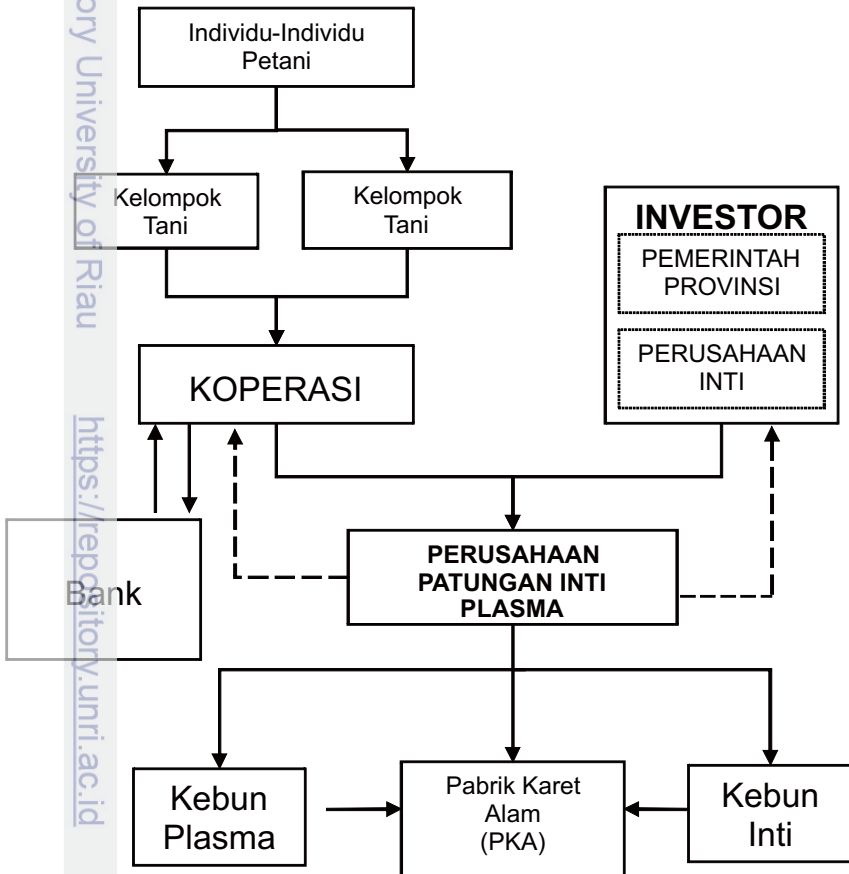 Individu-Individu
Petani
Kelompok
Tani
Kelompok
Tani
INVESTOR
PEMERINTAH
PROVINSI
PERUSAHAAN
INTI
KOPERASI
Bank
PERUSAHAAN
PATUNGAN INTI
PLASMA
Kebun
Plasma
Pabrik Karet
Alam
(PKA)
Kebun
Inti
University of Riau
https://repository.unri.ac.id